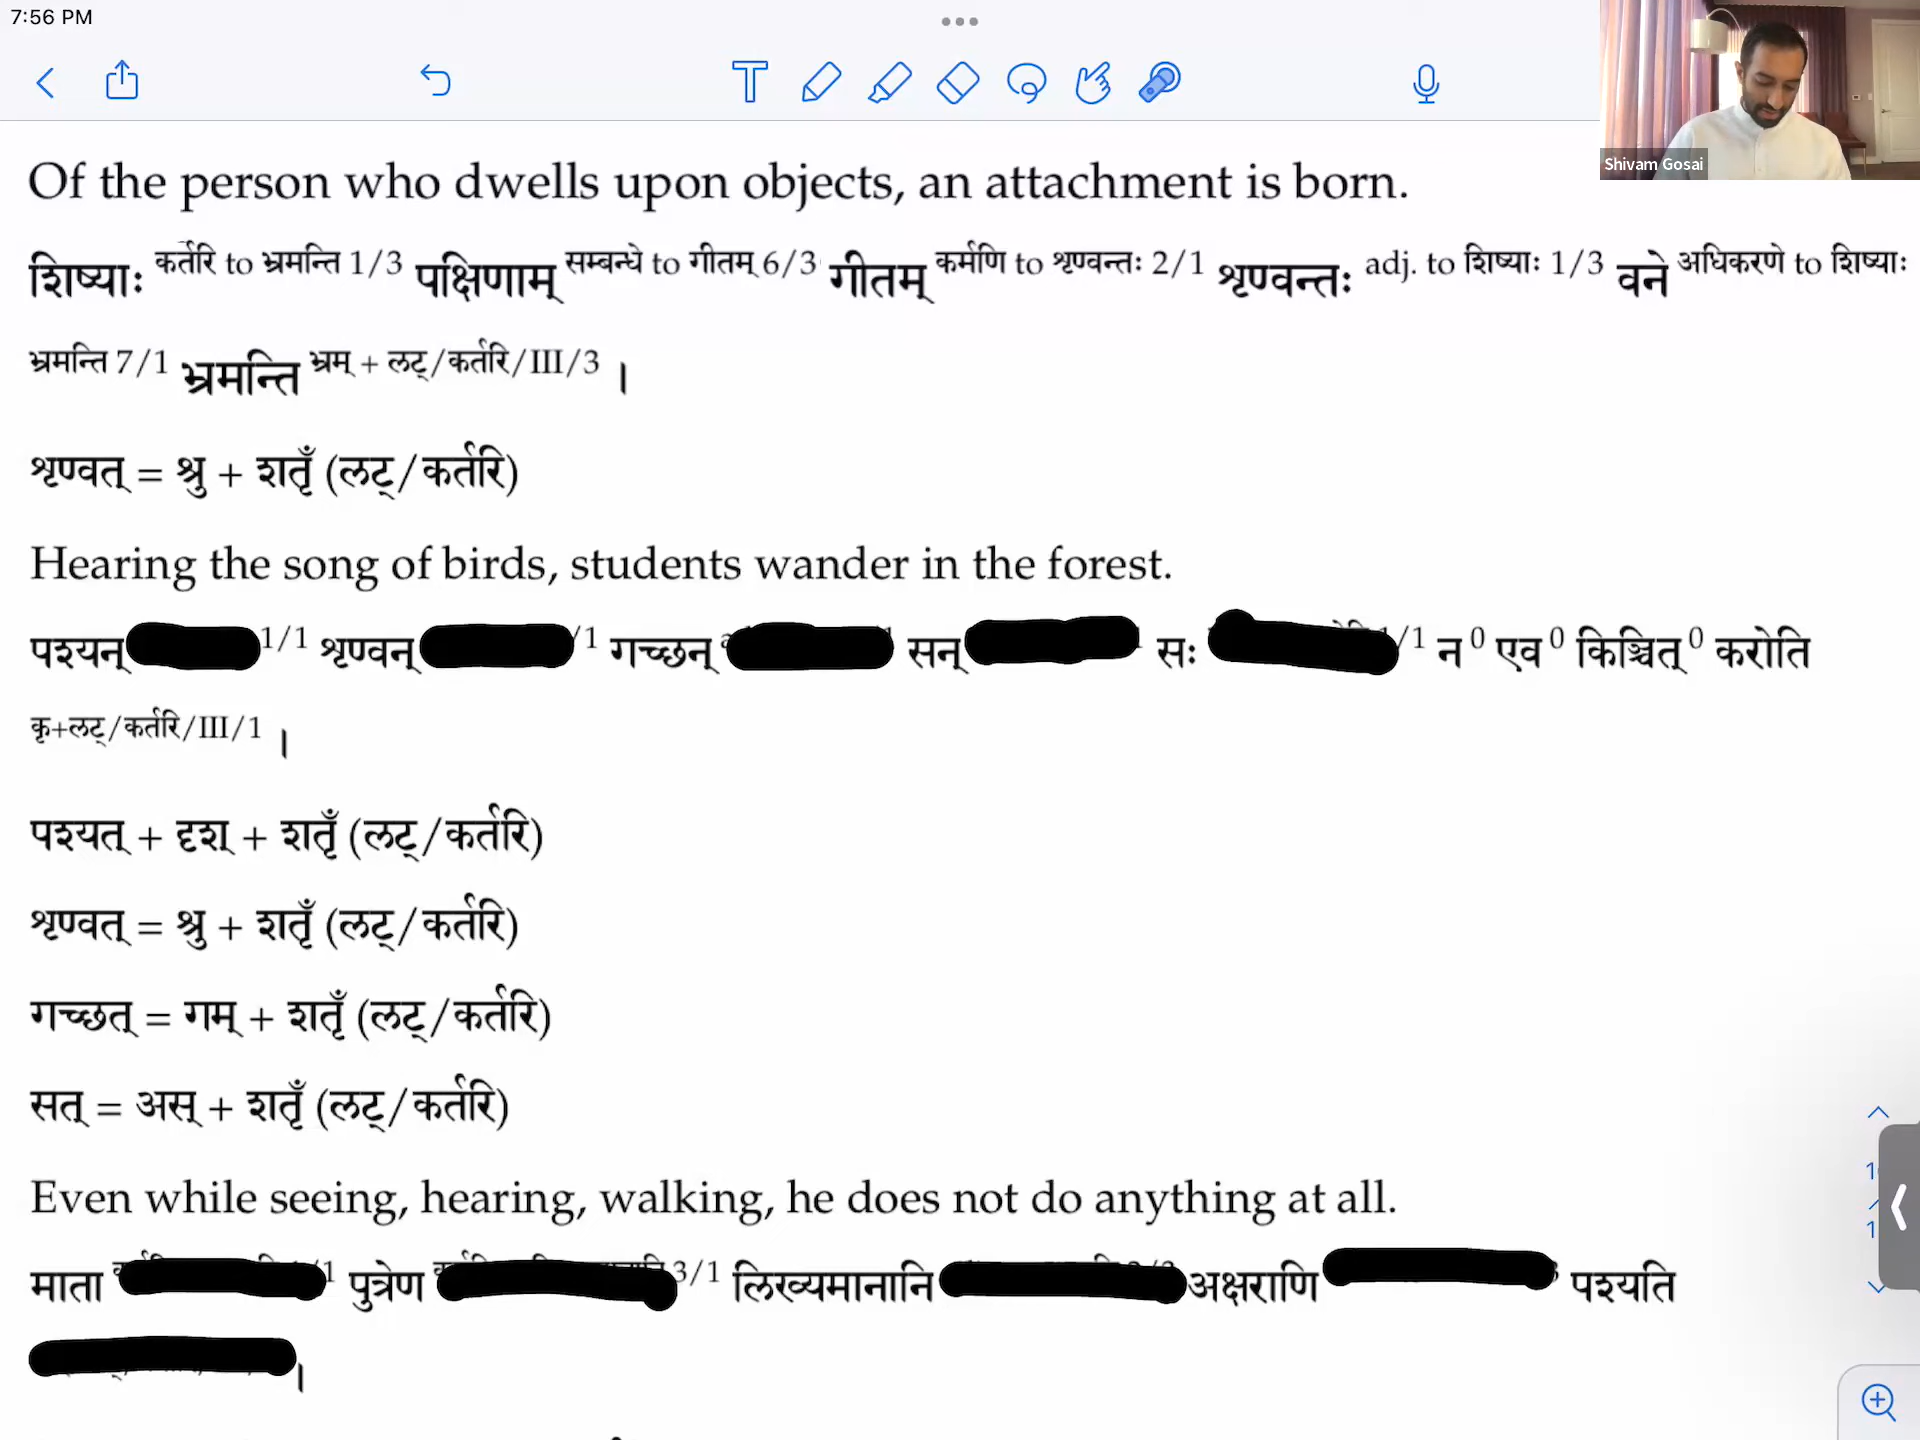 7:56 PM
Shivam Gosai
Of the person who dwells upon objects, an attachment is born.
शिष्याः कर्तरि to भ्रमन्ति 1/3 पक्षिणाम् सम्बन्धे to गीतम् 6/3 गीतम् कर्मणि to शृण्वन्तः 2/1 शृण्वन्तः adj. to शिष्याः 1/3 वने अधिकरणे to शिष्याः
भ्रमन्ति 7/1 भ्रमन्ति भ्रम् + लट्/कर्तरि/III/3 ।
शृण्वत् = श्रु + शतृँ (लट्/कर्तरि)
Hearing the song of birds, students wander in the forest.
पश्यन् 1/1 शृण्वन् /1 गच्छन् सन् सः /1 न 0 एव 0 किञ्चित् 0 करोति
कृ+लट्/कर्तरि/III/1 ।
पश्यत् + दृश् + शतृँ (लट्/कर्तरि)
शृण्वत् = श्रु + शतृँ (लट्/कर्तरि)
गच्छत् = गम् + शतृँ (लट्/कर्तरि)
सत् = अस् + शतृँ (लट्/कर्तरि)
Even while seeing, hearing, walking, he does not do anything at all.
माता 1 पुत्रेण 3/1 लिख्यमानानि अक्षराणि पश्यति
।